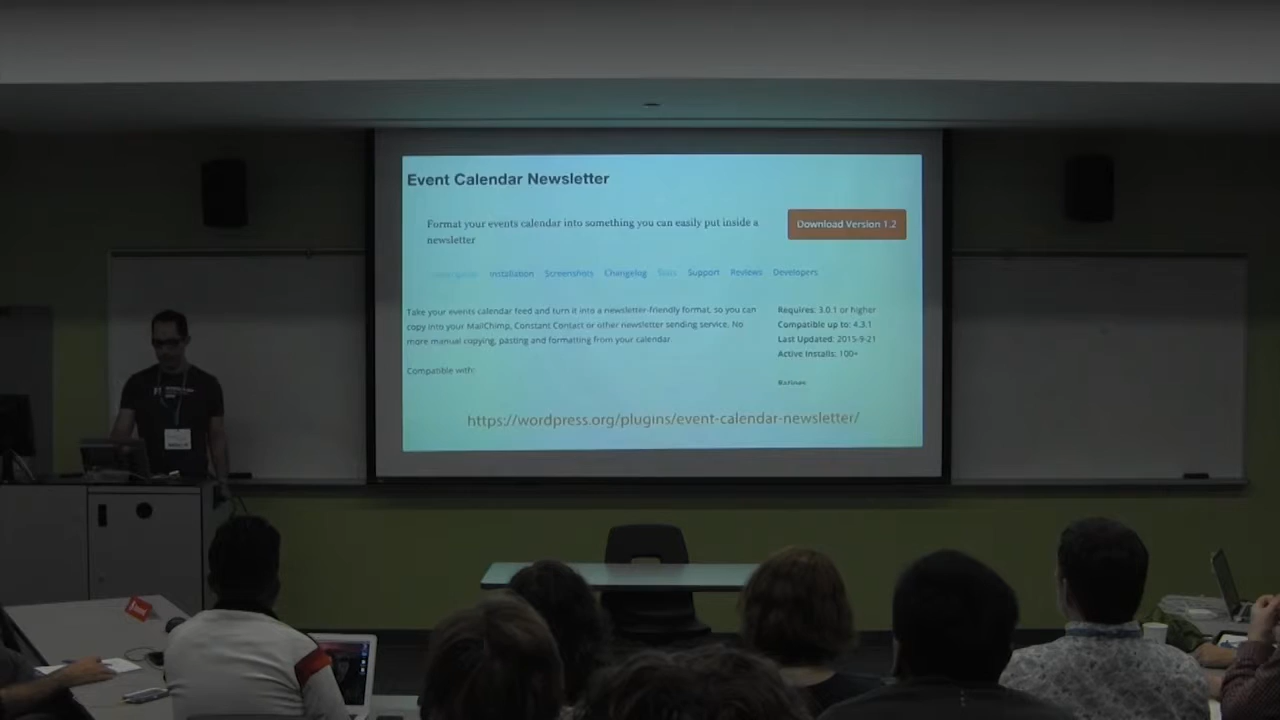 Event Calendar Newsletter
Format your events calendar into something you can easily put inside a
newsletter
Download Version 1.2
Installation Screenshots Changelog Stats Support Reviews Developers
Take your events calendar feed and turn it into a newsletter-friendly format, so you can
copy into your MailChimp, Constant Contact or other newsletter sending service. No
more manual copying, pasting and formatting from your calendar.
Compatible with:
Requires: 3.0.1 or higher
Compatible up to: 4.3.1
Last Updated: 2015-9-21
Active Installs: 100+
Ratings
https://wordpress.org/plugins/event-calendar-newsletter/